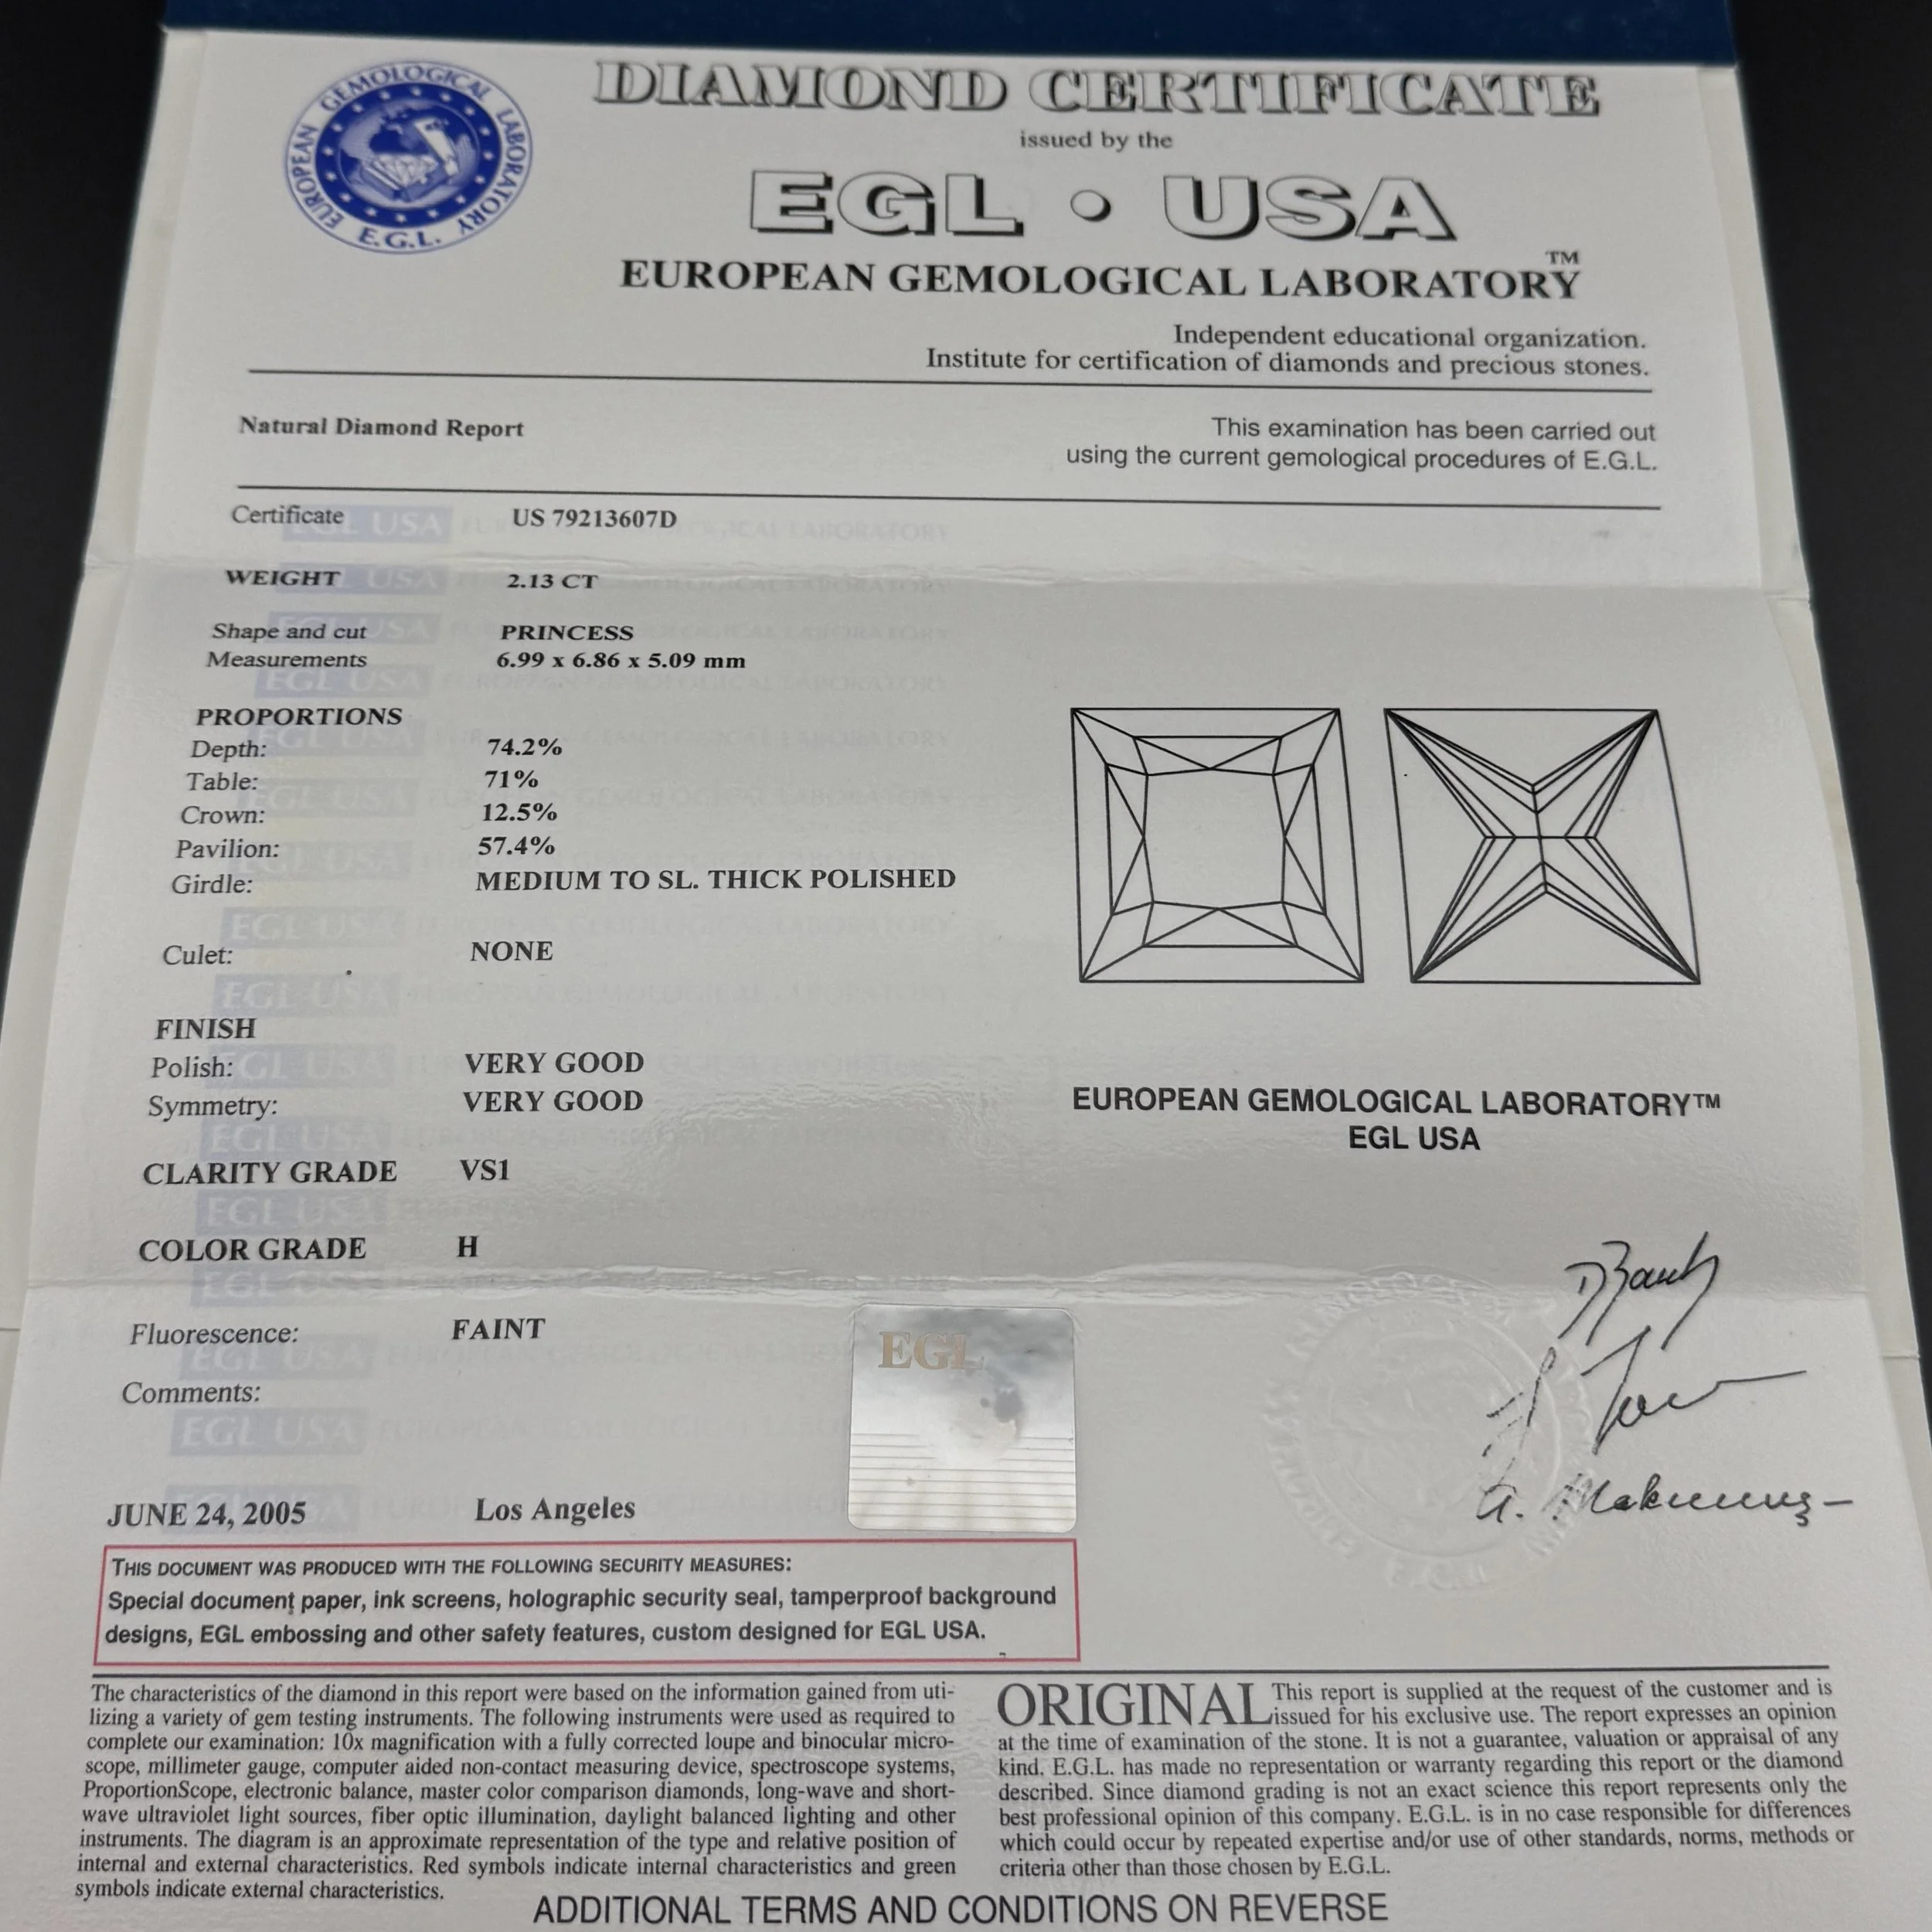 EUROPEAN GEMOLOGICAL LABORATORY
E.G.L.
DIAMOND CERTIFICATE
issued by the
EGL • USA
EUROPEAN GEMOLOGICAL LABORATORY™
Independent educational organization.
Institute for certification of diamonds and precious stones.
Natural Diamond Report
This examination has been carried out
using the current gemological procedures of E.G.L.
Certificate US 79213607D
WEIGHT 2.13 CT
Shape and cut PRINCESS
Measurements 6.99 x 6.86 x 5.09 mm
PROPORTIONS
Depth: 74.2%
Table: 71%
Crown: 12.5%
Pavilion: 57.4%
Girdle: MEDIUM TO SL. THICK POLISHED
Culet: NONE
FINISH
Polish: VERY GOOD
Symmetry: VERY GOOD
EUROPEAN GEMOLOGICAL LABORATORY™
EGL USA
CLARITY GRADE VS1
COLOR GRADE H
Fluorescence: FAINT
EGL
Comments:
JUNE 24, 2005 Los Angeles
THIS DOCUMENT WAS PRODUCED WITH THE FOLLOWING SECURITY MEASURES:
Special document paper, ink screens, holographic security seal, tamperproof background
designs, EGL embossing and other safety features, custom designed for EGL USA.
The characteristics of the diamond in this report were based on the information gained from uti-
lizing a variety of gem testing instruments. The following instruments were used as required to
complete our examination: 10x magnification with a fully corrected loupe and binocular micro-
scope, millimeter gauge, computer aided non-contact measuring device, spectroscope systems,
ProportionScope, electronic balance, master color comparison diamonds, long-wave and short-
wave ultraviolet light sources, fiber optic illumination, daylight balanced lighting and other
instruments. The diagram is an approximate representation of the type and relative position of
internal and external characteristics. Red symbols indicate internal characteristics and green
symbols indicate external characteristics.
ORIGINAL This report is supplied at the request of the customer and is
issued for his exclusive use. The report expresses an opinion
at the time of examination of the stone. It is not a guarantee, valuation or appraisal of any
kind. E.G.L. has made no representation or warranty regarding this report or the diamond
described. Since diamond grading is not an exact science this report represents only the
best professional opinion of this company. E.G.L. is in no case responsible for differences
which could occur by repeated expertise and/or use of other standards, norms, methods or
criteria other than those chosen by E.G.L.
ADDITIONAL TERMS AND CONDITIONS ON REVERSE